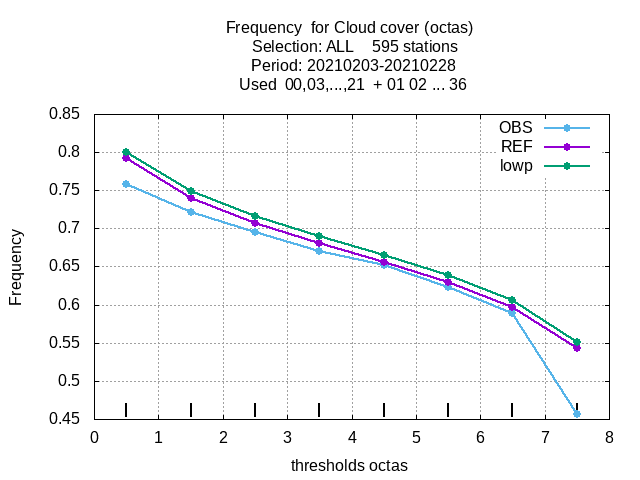 Frequency  for Cloud cover (octas)
Selection: ALL    595 stations
Period: 20210203-20210228
Used  00,03,...,21  + 01 02 ... 36
0.85
0.8
0.75
0.7
0.65
0.6
0.55
0.5
0.45
Frequency
OBS
REF
lowp
0 1 2 3 4 5 6 7 8
thresholds octas